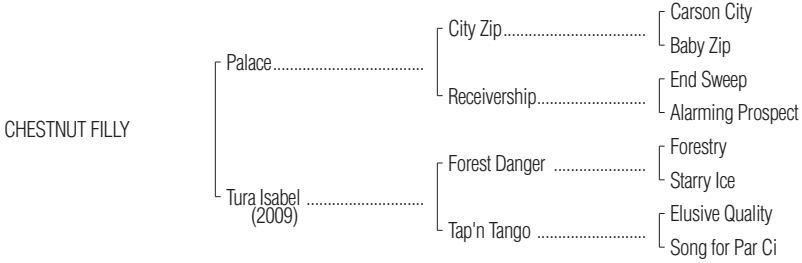 Carson City
City Zip..........................................
Baby Zip
Palace............................................
End Sweep
Receivership..................................
Alarming Prospect
CHESTNUT FILLY
Forestry
Forest Danger ............................
Starry Ice
Tura Isabel ...................................
(2009)
Elusive Quality
Tap'n Tango .................................
Song for Par Ci